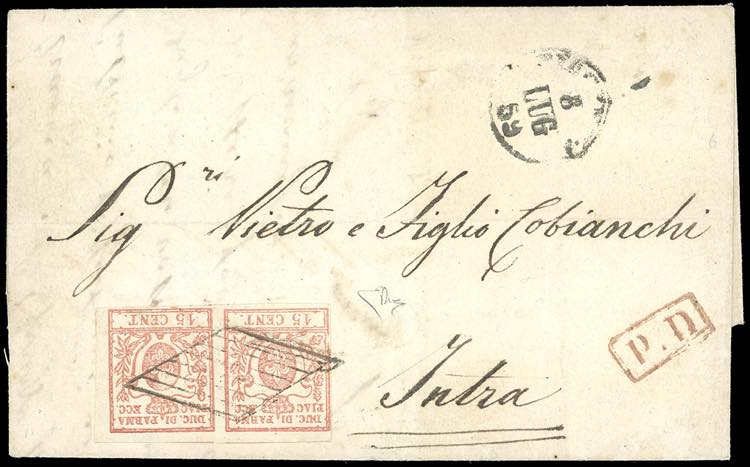 8
LUG
59
Sig.ri Pietro e Figlio Cobianchi
15 CENT. 15 CENT.
DUC. DI PARMA PIAC. ECC. DUC. DI PARMA PIAC. ECC.
P.D.
Intra